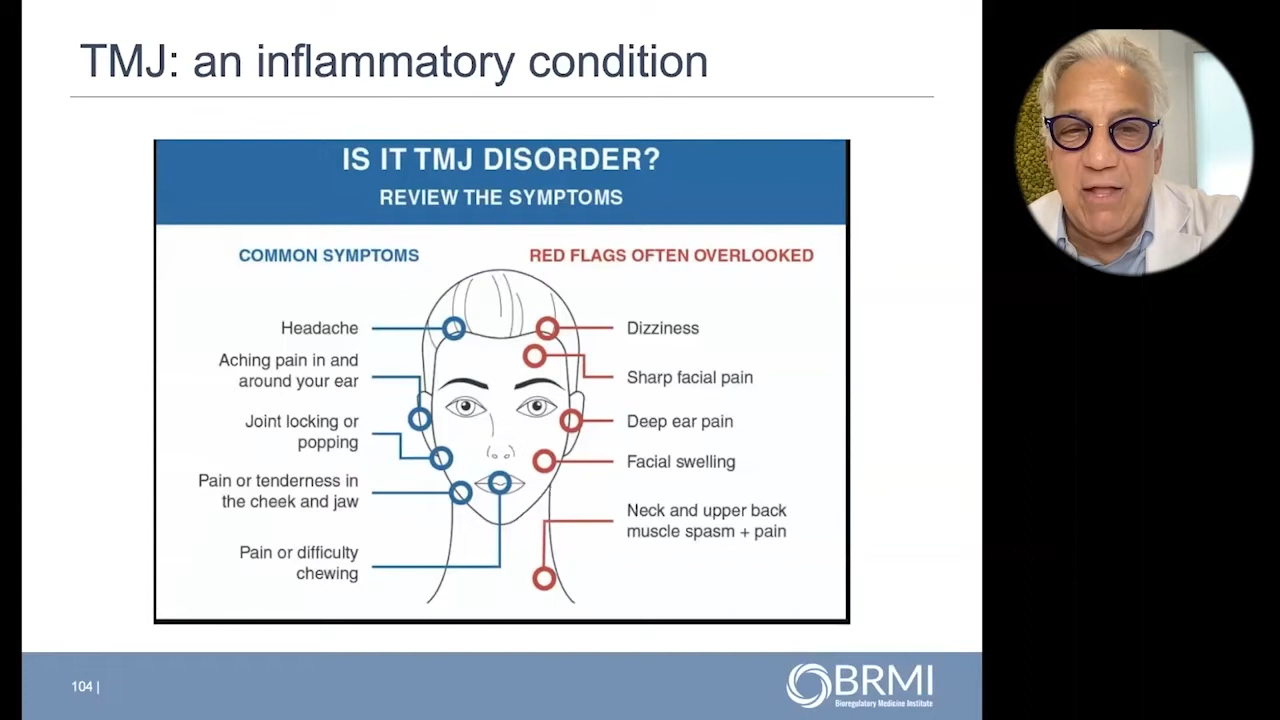 TMJ: an inflammatory condition
IS IT TMJ DISORDER?
REVIEW THE SYMPTOMS
COMMON SYMPTOMS
Headache
Aching pain in and
around your ear
Joint locking or
popping
Pain or tenderness in
the cheek and jaw
Pain or difficulty
chewing
RED FLAGS OFTEN OVERLOOKED
Dizziness
Sharp facial pain
Deep ear pain
Facial swelling
Neck and upper back
muscle spasm + pain
104 |
BRMI
Bioregulatory Medicine Institute